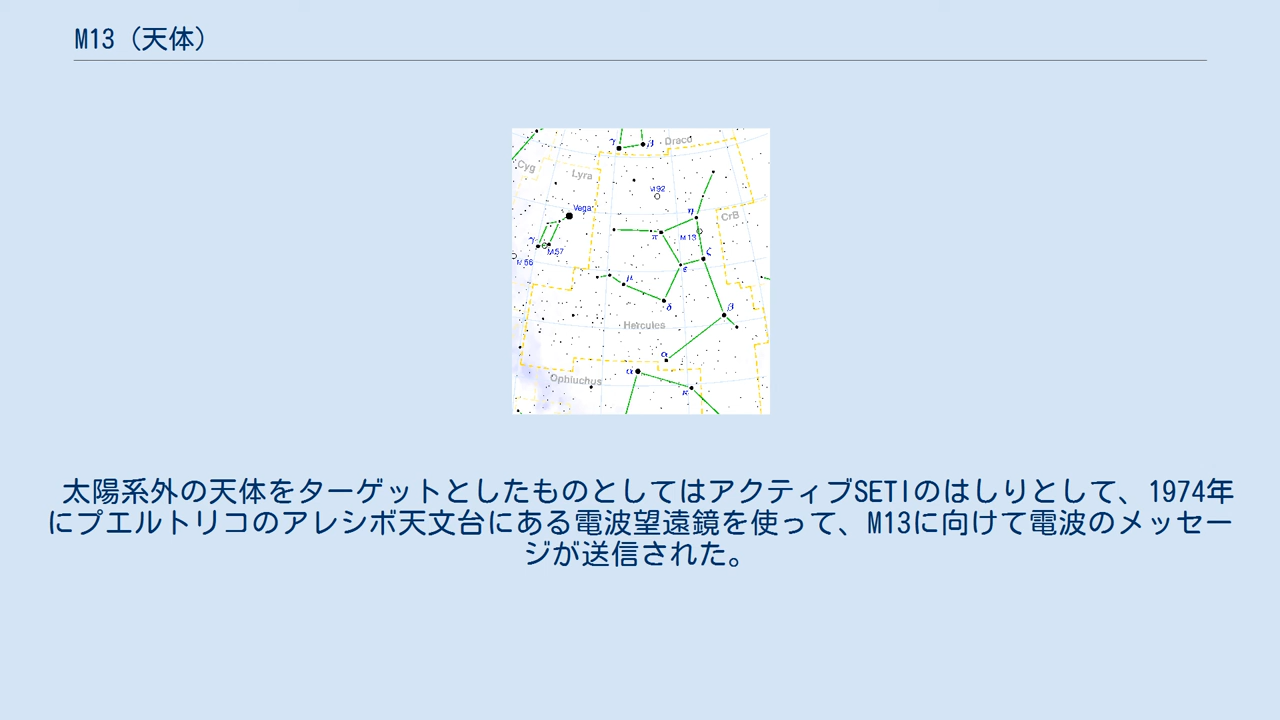 M13（天体）
γ
β
Draco
Cyg
Lyra
M92
Vega
η
CrB
π
M13
γ
M57
ζ
M56
ε
μ
δ
β
Hercules
α
α
Ophiuchus
κ
太陽系外の天体をターゲットとしたものとしてはアクティブSETIのはしりとして、1974年
にプエルトリコのアレシボ天文台にある電波望遠鏡を使って、M13に向けて電波のメッセー
ジが送信された。